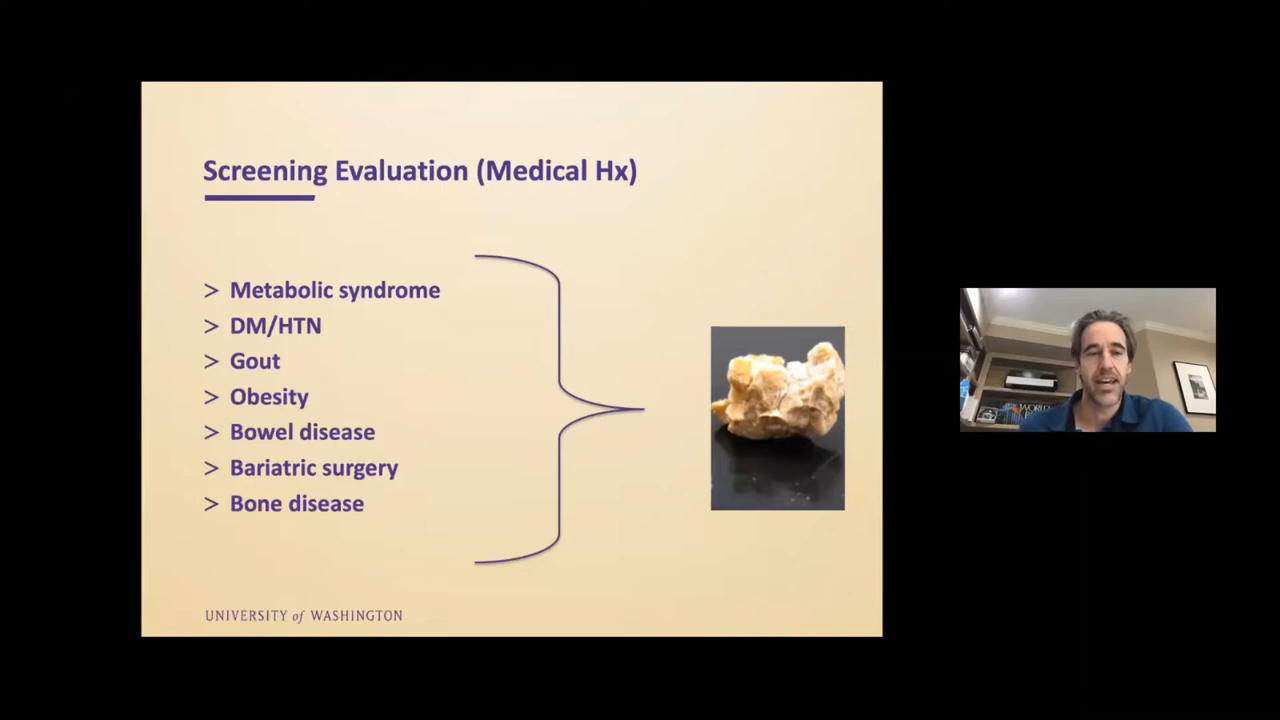 Screening Evaluation (Medical Hx)
> Metabolic syndrome
> DM/HTN
> Gout
> Obesity
> Bowel disease
> Bariatric surgery
> Bone disease
UNIVERSITY of WASHINGTON
WORLD